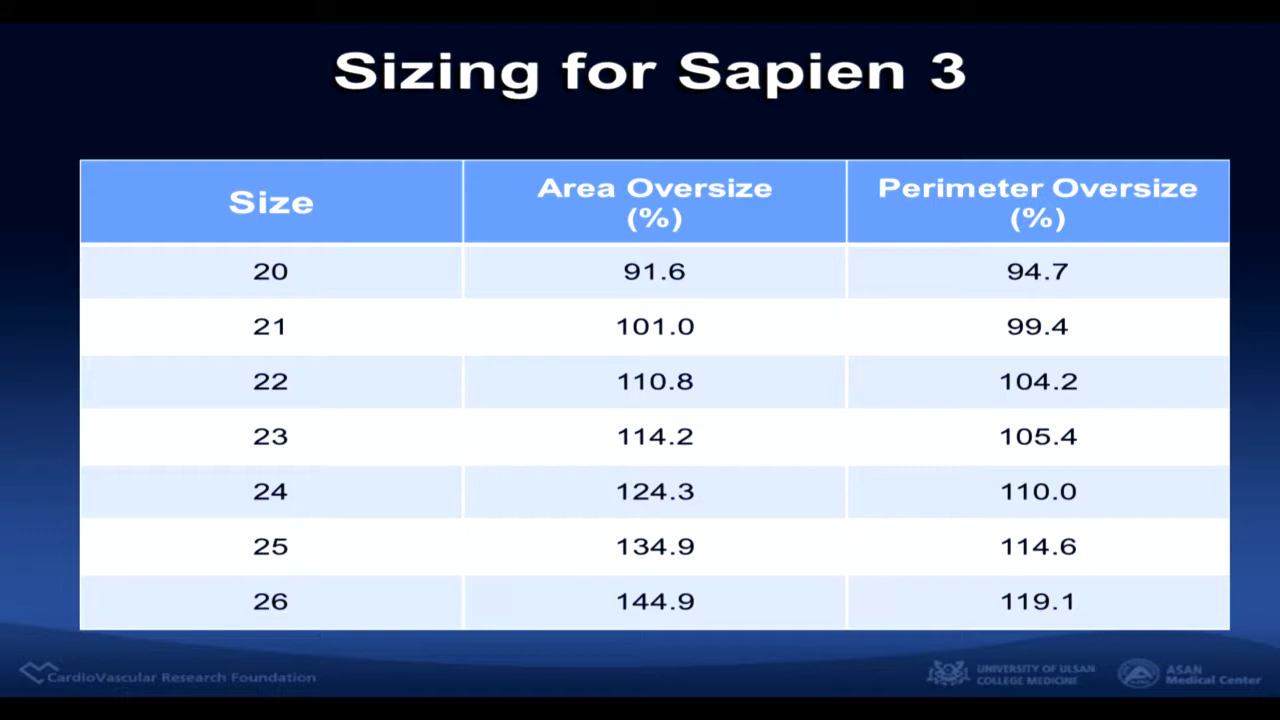 Sizing for Sapien 3
Size Area Oversize (%) Perimeter Oversize (%)
20 91.6 94.7
21 101.0 99.4
22 110.8 104.2
23 114.2 105.4
24 124.3 110.0
25 134.9 114.6
26 144.9 119.1
CardioVascular Research Foundation
UNIVERSITY OF ULSAN
COLLEGE MEDICINE
ASAN
Medical Center